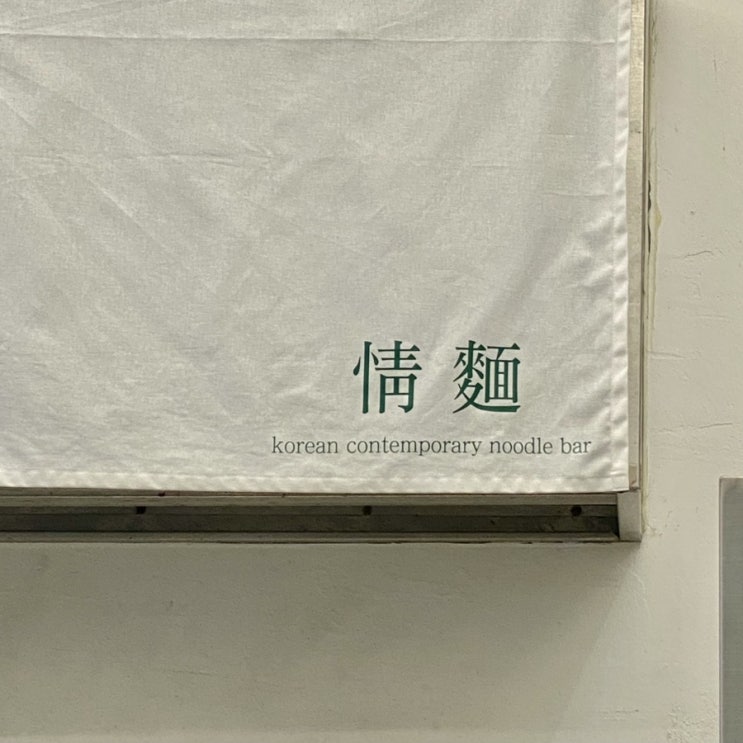 情 麵
korean contemporary noodle bar